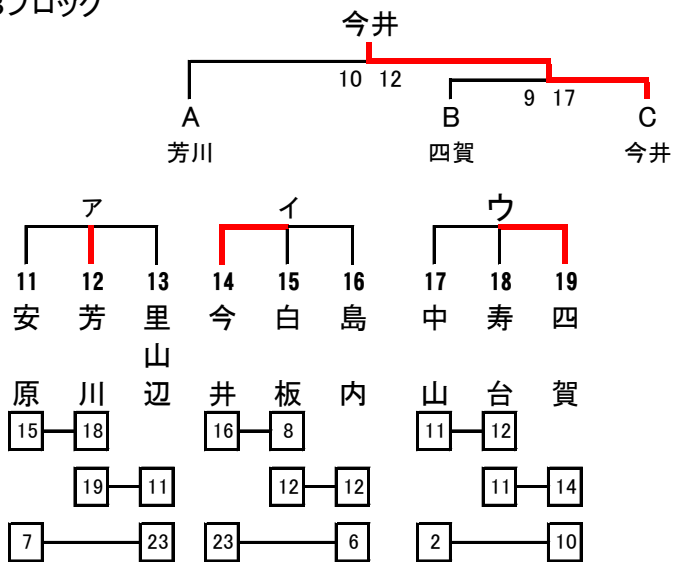 Bブロック
今井
10 12
9 17
A B C
芳川 四賀 今井
ア イ ウ
11 12 13 14 15 16 17 18 19
安原 芳川 里山辺 今井 白板 島内 中山 寿台 四賀
15 18 16 8 11 12
19 11 12 12 11 14
7 23 23 6 2 10